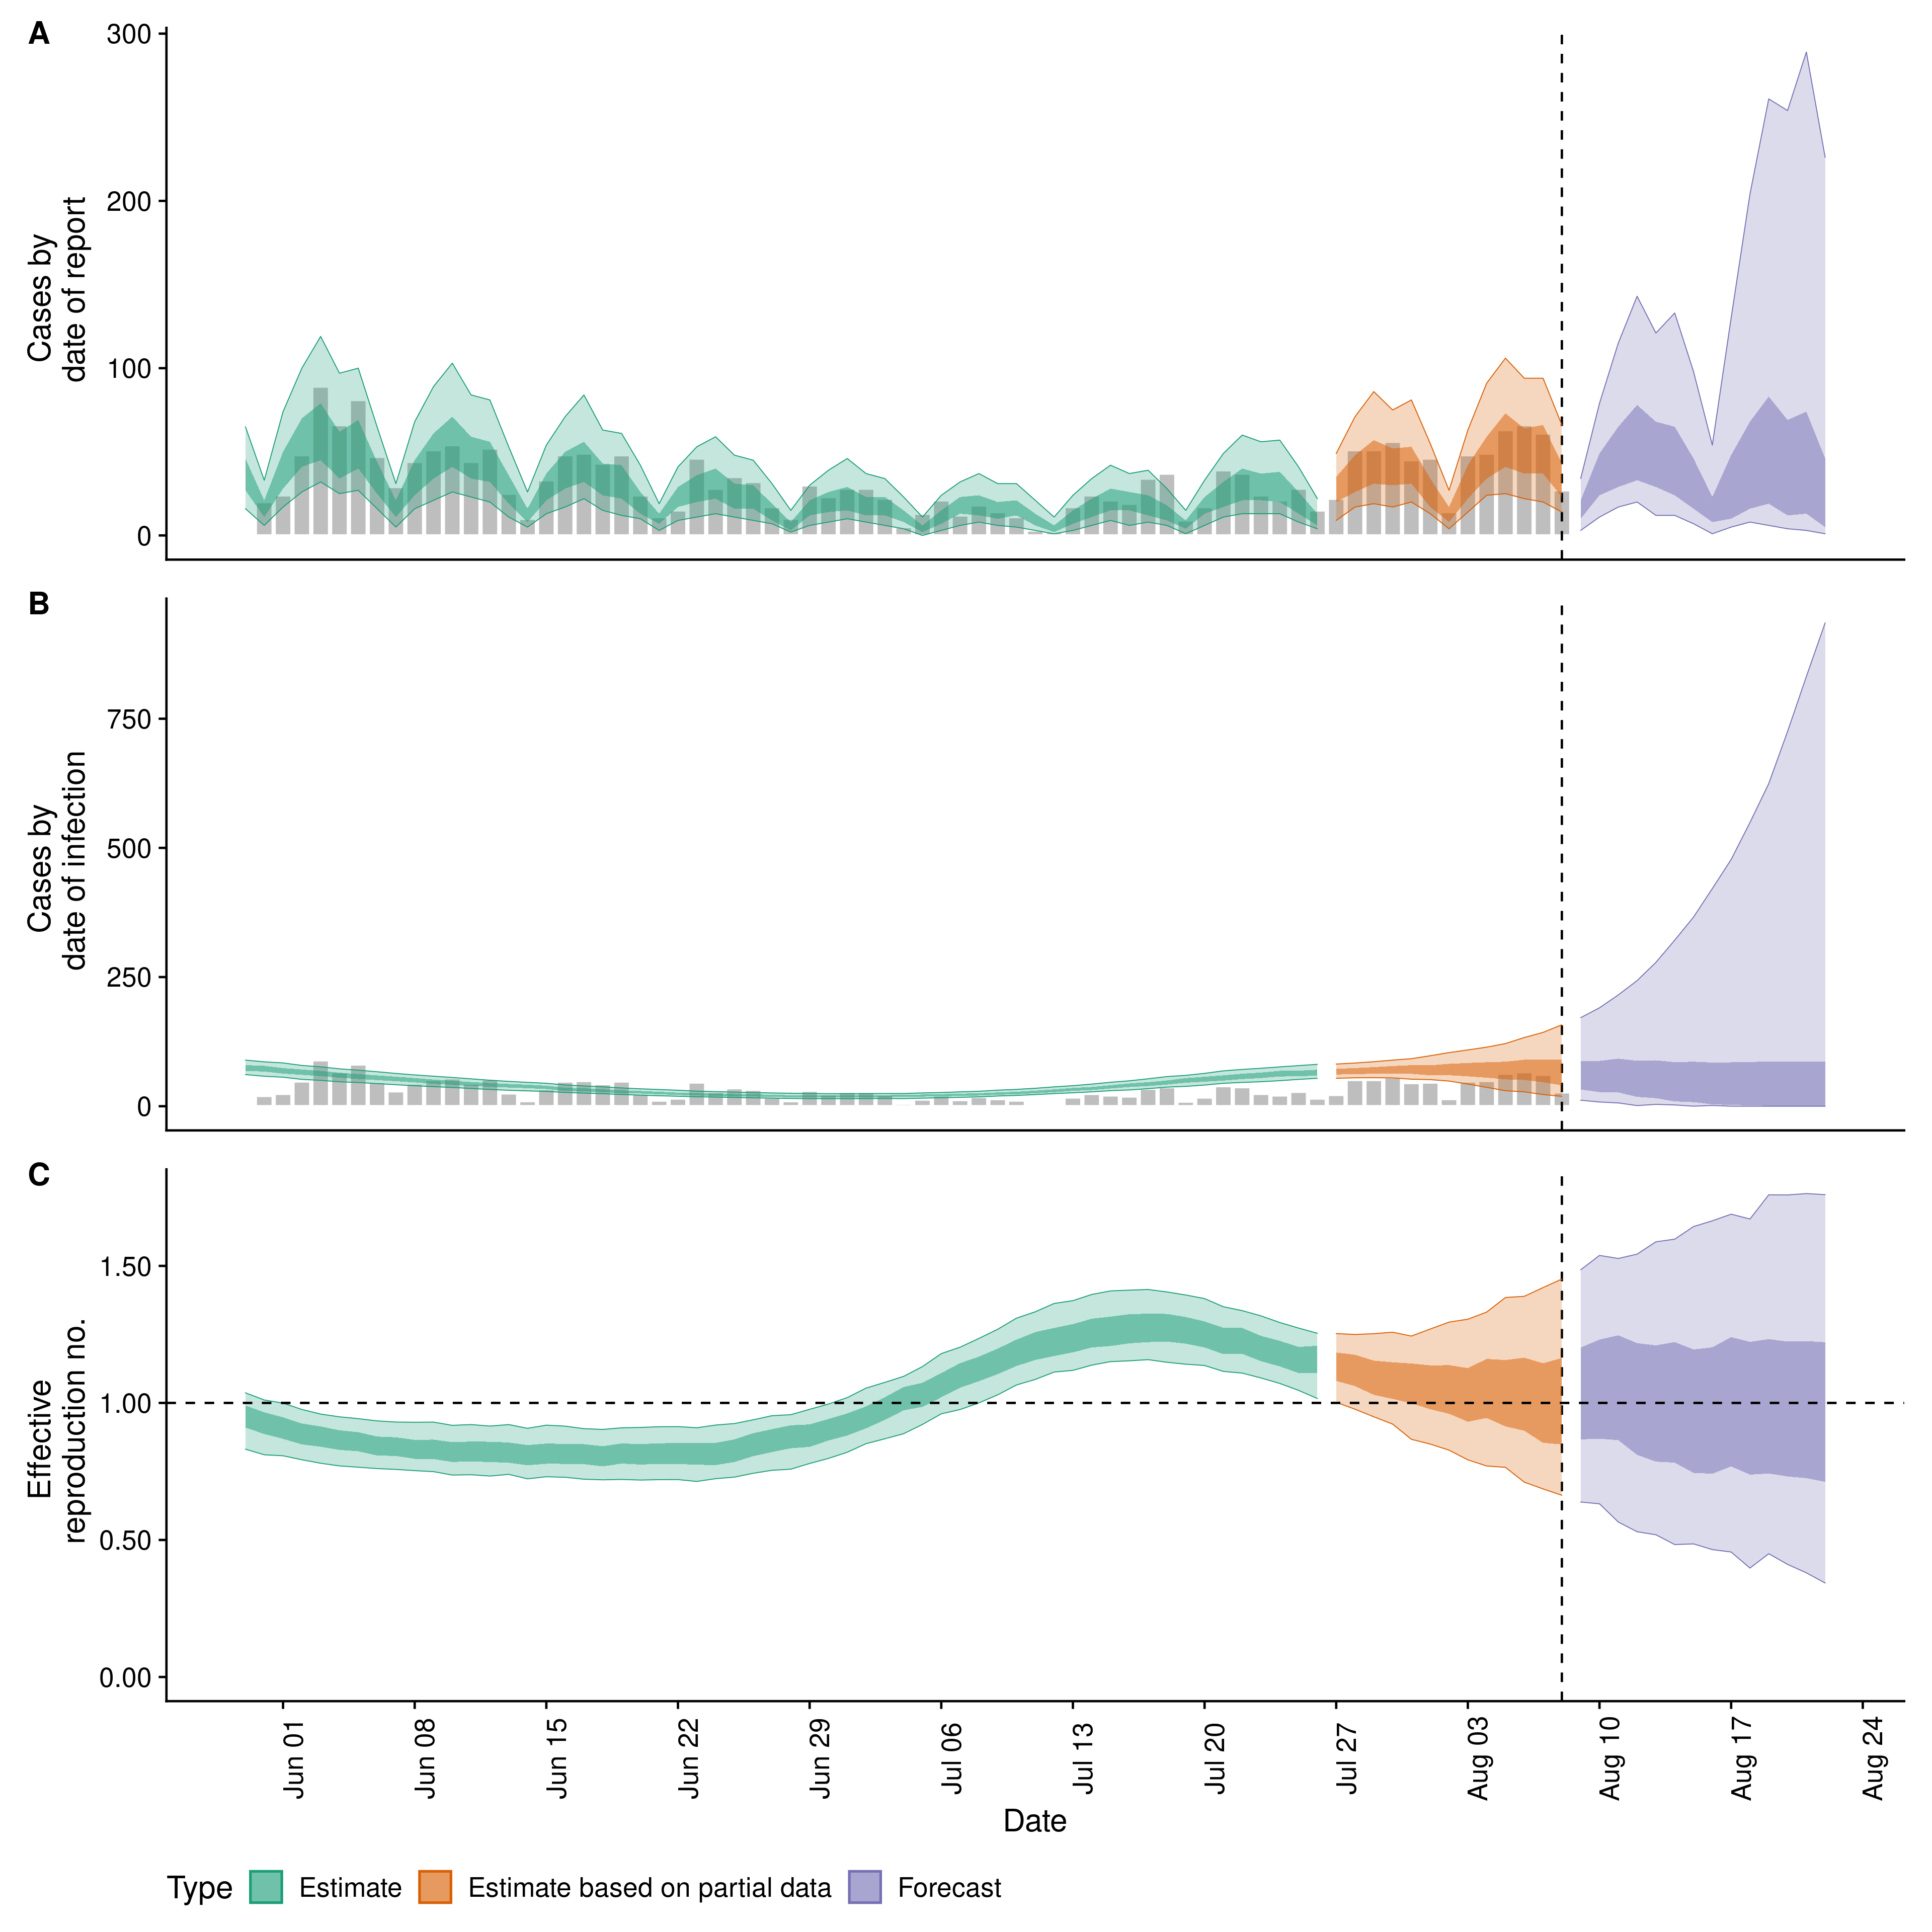 A
300
200
100
0
Cases by
date of report
B
750
500
250
0
Cases by
date of infection
C
1.50
1.00
0.50
0.00
Effective
reproduction no.
Jun 01
Jun 08
Jun 15
Jun 22
Jun 29
Jul 06
Jul 13
Jul 20
Jul 27
Aug 03
Aug 10
Aug 17
Aug 24
Date
Type Estimate Estimate based on partial data Forecast